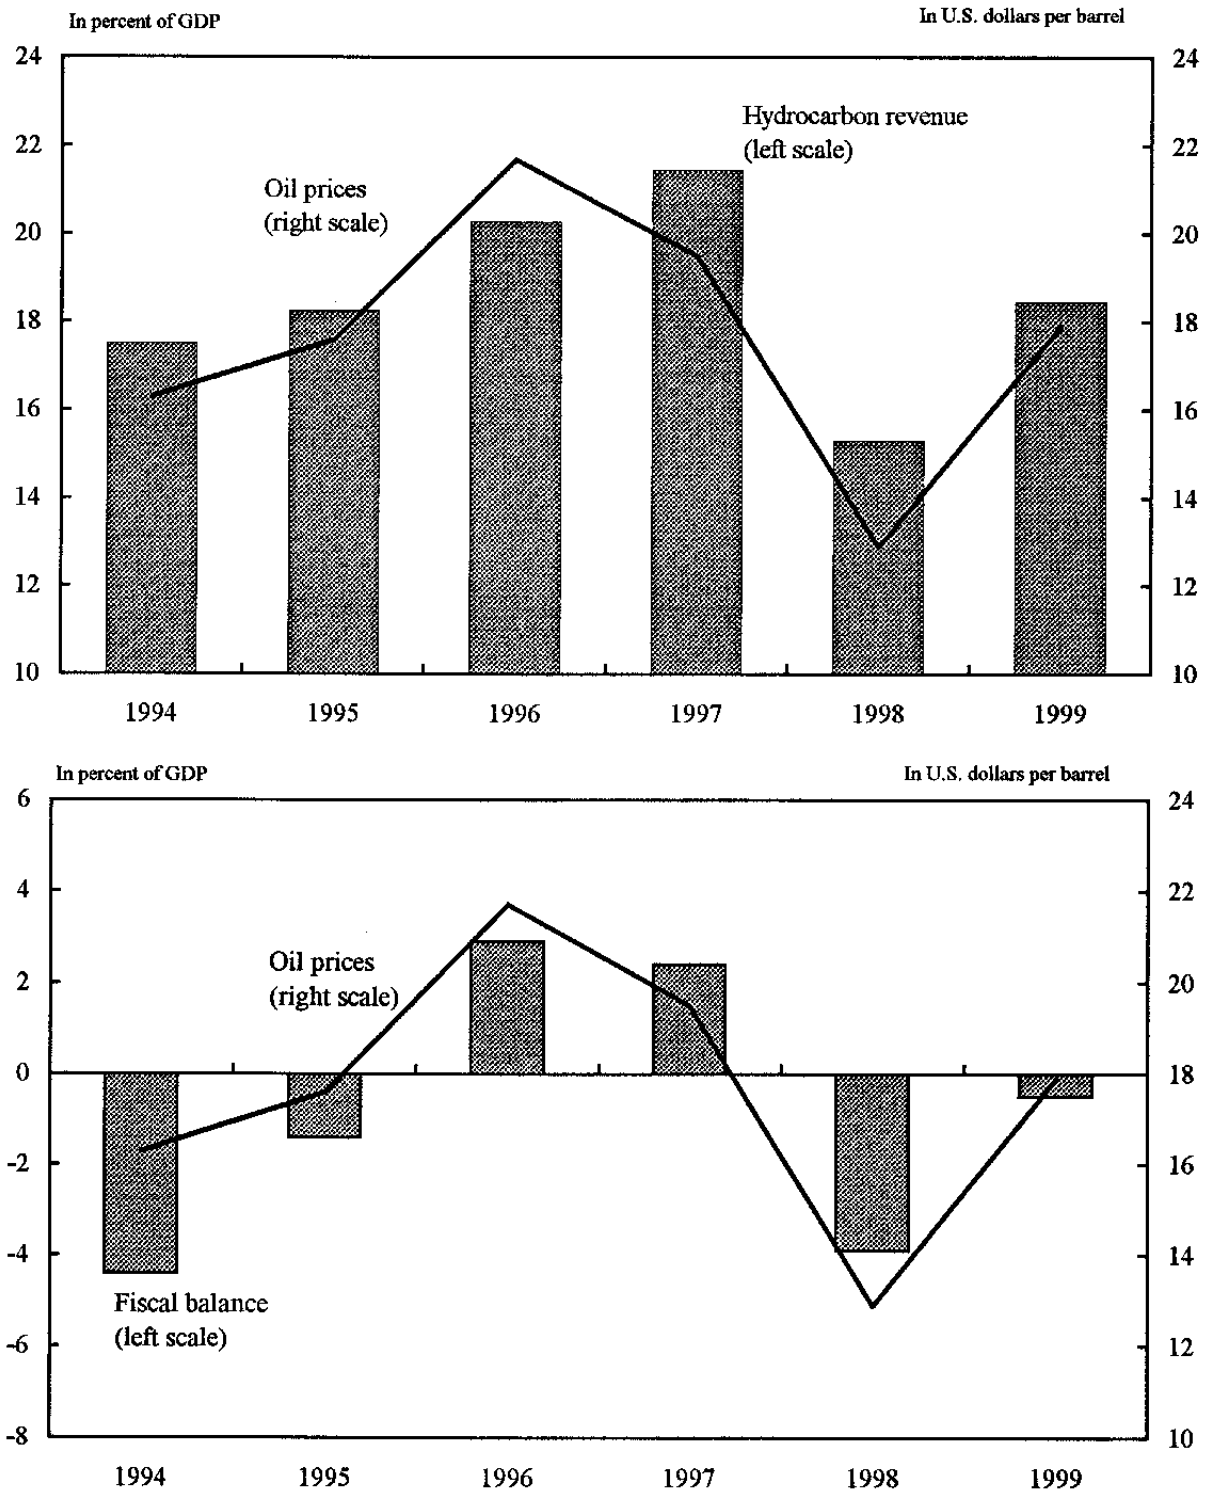 In percent of GDP
In U.S. dollars per barrel
24
24
Hydrocarbon revenue
(left scale)
22
22
Oil prices
(right scale)
20
20
18
18
16
16
14
14
12
12
10
10
1994 1995 1996 1997 1998 1999
In percent of GDP
In U.S. dollars per barrel
6
24
4
22
Oil prices
(right scale)
2
20
0
18
-2
16
-4
14
Fiscal balance
(left scale)
-6
12
-8
10
1994 1995 1996 1997 1998 1999